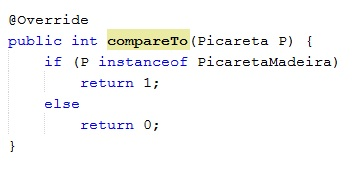 @Override
public int compareTo(Picareta P) {
    if (P instanceof PicaretaMadeira)
        return 1;
    else
        return 0;
}